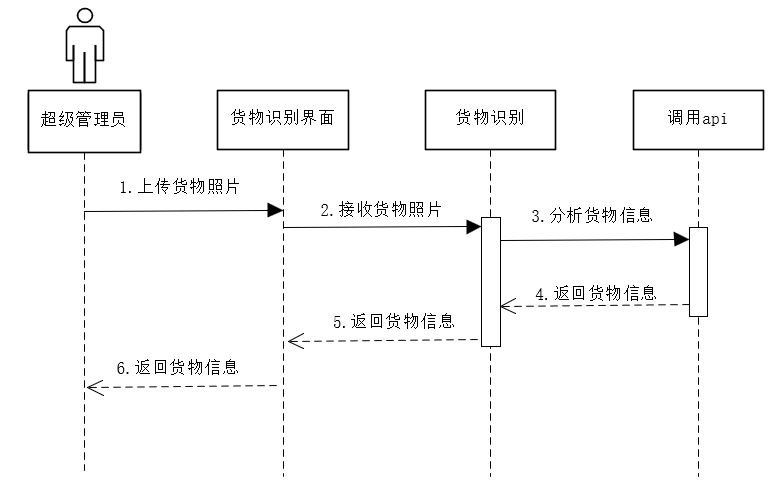 超级管理员
货物识别界面
货物识别
调用api
1.上传货物照片
2.接收货物照片
3.分析货物信息
4.返回货物信息
5.返回货物信息
6.返回货物信息